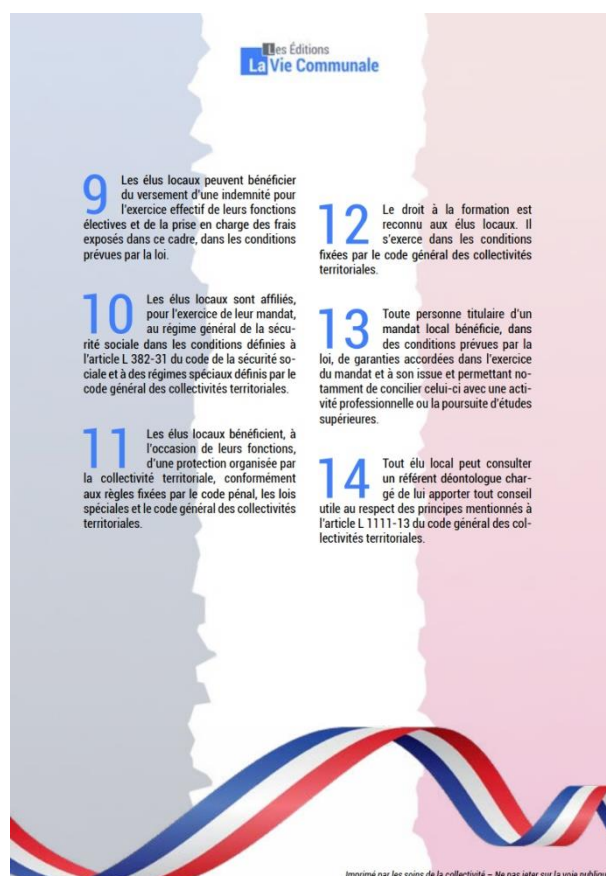 Les Éditions
La Vie Communale
9 Les élus locaux peuvent bénéficier
du versement d'une indemnité pour
l'exercice effectif de leurs fonctions
électives et de la prise en charge des frais
exposés dans ce cadre, dans les conditions
prévues par la loi.
10 Les élus locaux sont affiliés,
pour l'exercice de leur mandat,
au régime général de la sécu-
rité sociale dans les conditions définies à
l'article L 382-31 du code de la sécurité so-
ciale et à des régimes spéciaux définis par le
code général des collectivités territoriales.
11 Les élus locaux bénéficient, à
l'occasion de leurs fonctions,
d'une protection organisée par
la collectivité territoriale, conformément
aux règles fixées par le code pénal, les lois
spéciales et le code général des collectivités
territoriales.
12 Le droit à la formation est
reconnu aux élus locaux. Il
s'exerce dans les conditions
fixées par le code général des collectivités
territoriales.
13 Toute personne titulaire d'un
mandat local bénéficie, dans
des conditions prévues par la
loi, de garanties accordées dans l'exercice
du mandat et à son issue et permettant no-
tamment de concilier celui-ci avec une acti-
vité professionnelle ou la poursuite d'études
supérieures.
14 Tout élu local peut consulter
un référent déontologue char-
gé de lui apporter tout conseil
utile au respect des principes mentionnés à
l'article L 1111-13 du code général des col-
lectivités territoriales.
Imprimé par les soins de la collectivité – Ne pas jeter sur la voie publique